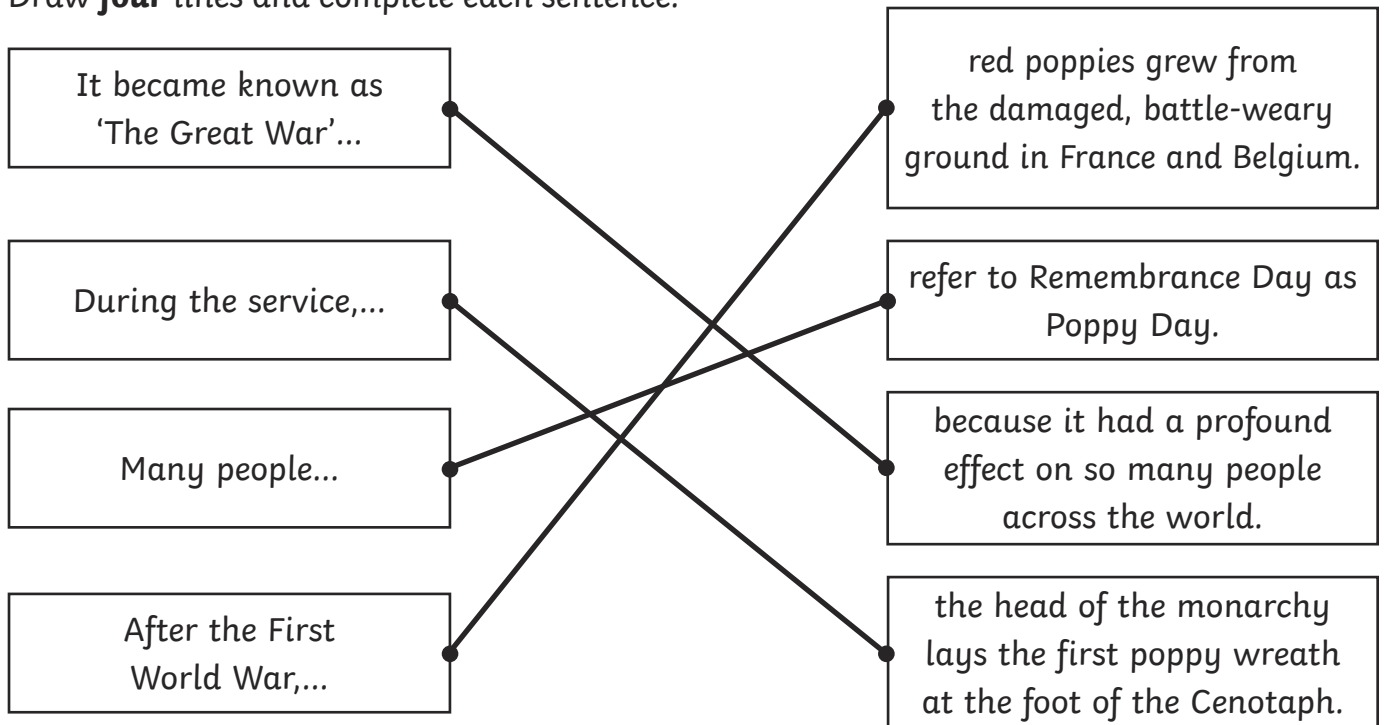 Draw four lines and complete each sentence.
It became known as
‘The Great War’...
During the service,...
Many people...
After the First
World War,...
red poppies grew from
the damaged, battle-weary
ground in France and Belgium.
refer to Remembrance Day as
Poppy Day.
because it had a profound
effect on so many people
across the world.
the head of the monarchy
lays the first poppy wreath
at the foot of the Cenotaph.